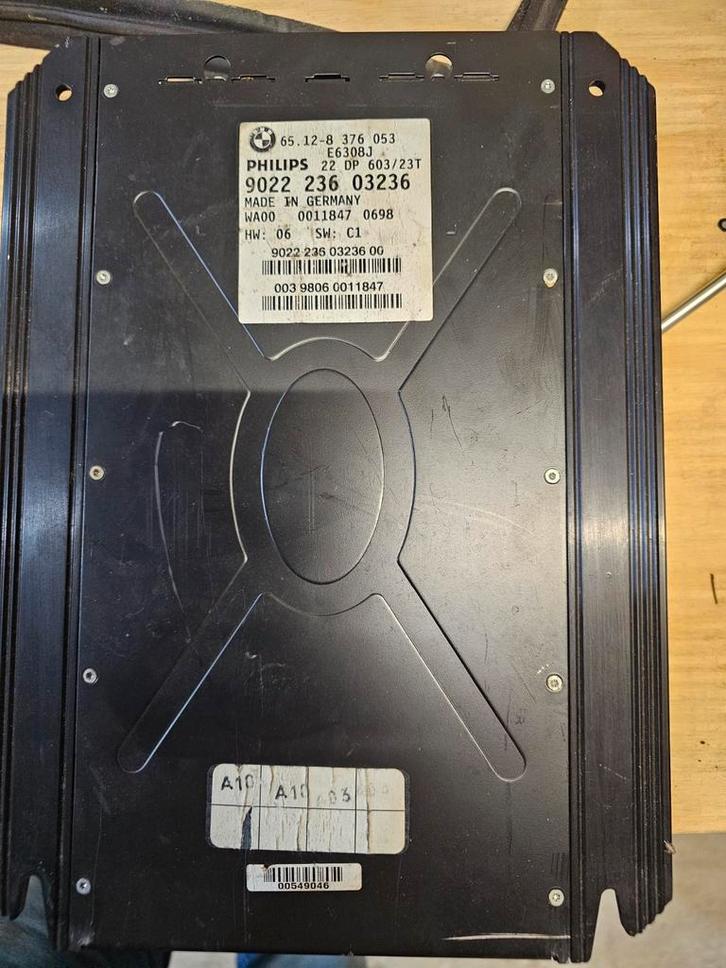 65.12-8 376 053
E6308J
PHILIPS 22 DP 603/23T
9022 236 03236
MADE IN GERMANY
WA00 0011847 0698
HW: 06 SW: C1
9022 236 03236 00
003 9806 0011847
A10 A10 03
00549046